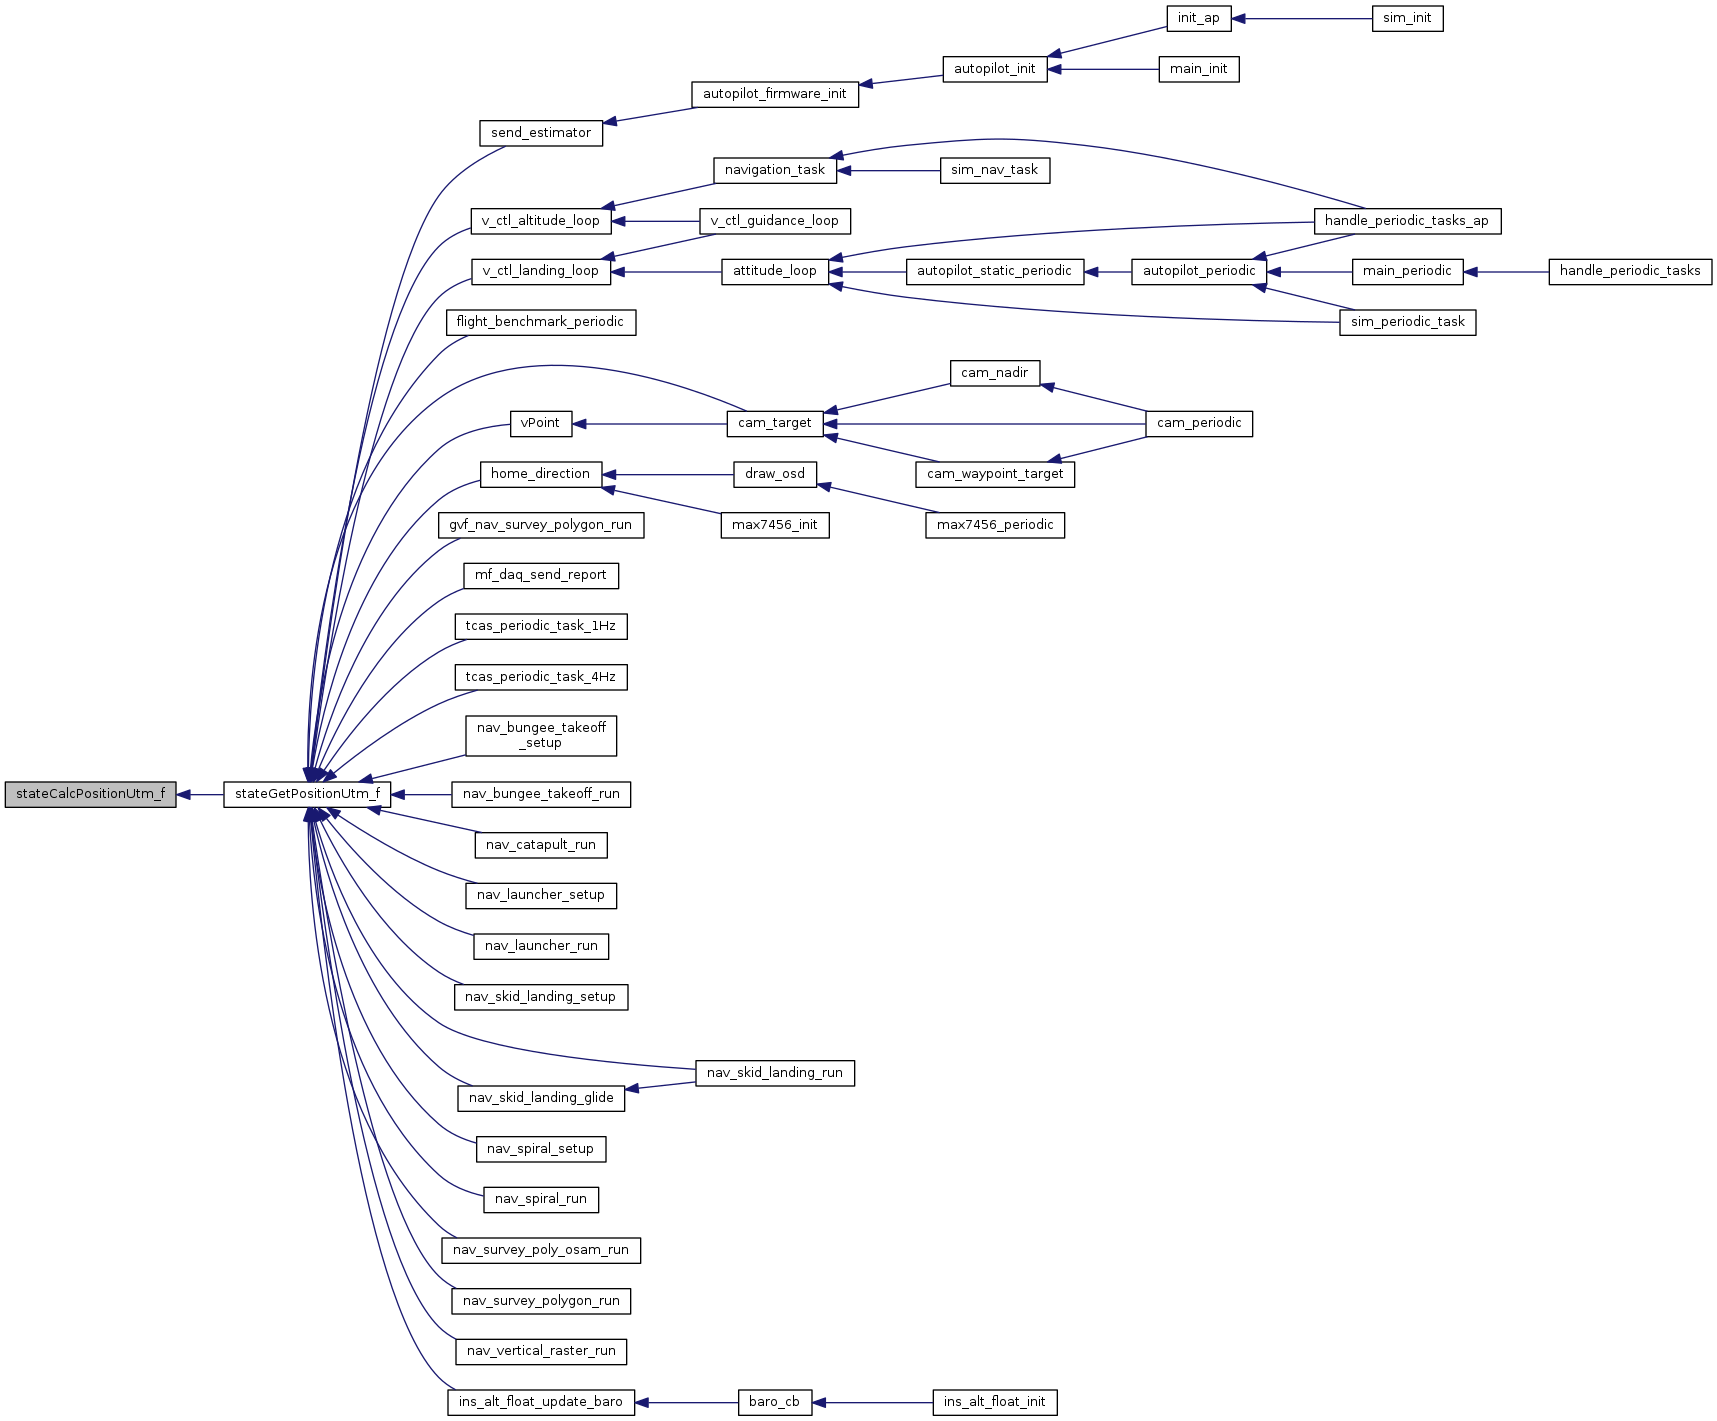 init_ap
sim_init
autopilot_init
main_init
autopilot_firmware_init
send_estimator
navigation_task
sim_nav_task
v_ctl_altitude_loop
v_ctl_guidance_loop
handle_periodic_tasks_ap
v_ctl_landing_loop
attitude_loop
autopilot_static_periodic
autopilot_periodic
main_periodic
handle_periodic_tasks
flight_benchmark_periodic
sim_periodic_task
cam_nadir
vPoint
cam_target
cam_periodic
home_direction
draw_osd
cam_waypoint_target
gvf_nav_survey_polygon_run
max7456_init
max7456_periodic
mf_daq_send_report
tcas_periodic_task_1Hz
tcas_periodic_task_4Hz
nav_bungee_takeoff
_setup
stateCalcPositionUtm_f
stateGetPositionUtm_f
nav_bungee_takeoff_run
nav_catapult_run
nav_launcher_setup
nav_launcher_run
nav_skid_landing_setup
nav_skid_landing_run
nav_skid_landing_glide
nav_spiral_setup
nav_spiral_run
nav_survey_poly_osam_run
nav_survey_polygon_run
nav_vertical_raster_run
ins_alt_float_update_baro
baro_cb
ins_alt_float_init